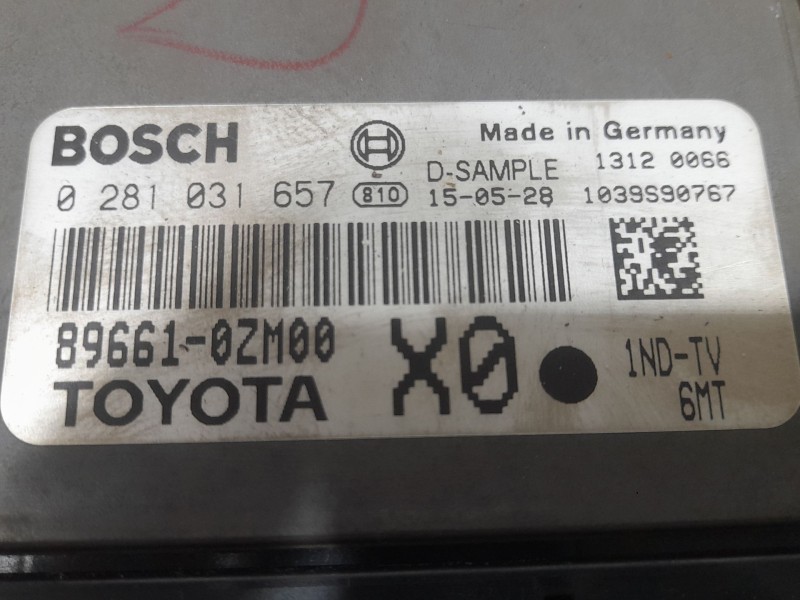 BOSCH
Made in Germany
D-SAMPLE
1312 0066
0 281 031 657
810
15-05-28
1039S90767
89661-0ZM00
TOYOTA
X0
1ND-TV
6MT